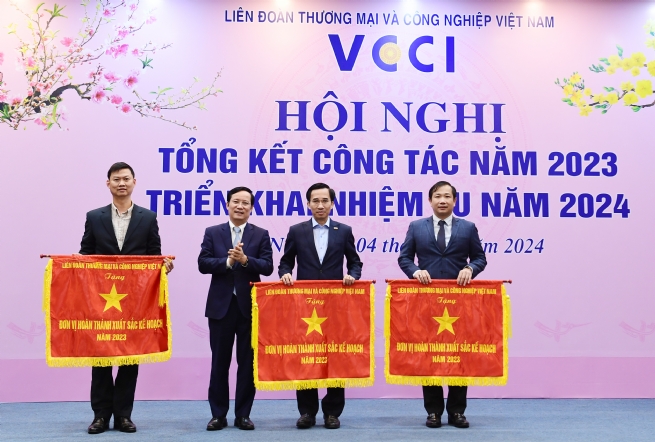 LIÊN ĐOÀN THƯƠNG MẠI VÀ CÔNG NGHIỆP VIỆT NAM
VCCI
HỘI NGHỊ
TỔNG KẾT CÔNG TÁC NĂM 2023
TRIỂN KHAI NHIỆM VỤ NĂM 2024
04 2024
LIÊN ĐOÀN THƯƠNG MẠI VÀ CÔNG NGHIỆP VIỆT NAM
Tặng
ĐƠN VỊ HOÀN THÀNH XUẤT SẮC KẾ HOẠCH
NĂM 2023
LIÊN ĐOÀN THƯƠNG MẠI VÀ CÔNG NGHIỆP VIỆT NAM
Tặng
ĐƠN VỊ HOÀN THÀNH XUẤT SẮC KẾ HOẠCH
NĂM 2023
LIÊN ĐOÀN THƯƠNG MẠI VÀ CÔNG NGHIỆP VIỆT NAM
Tặng
ĐƠN VỊ HOÀN THÀNH XUẤT SẮC KẾ HOẠCH
NĂM 2023